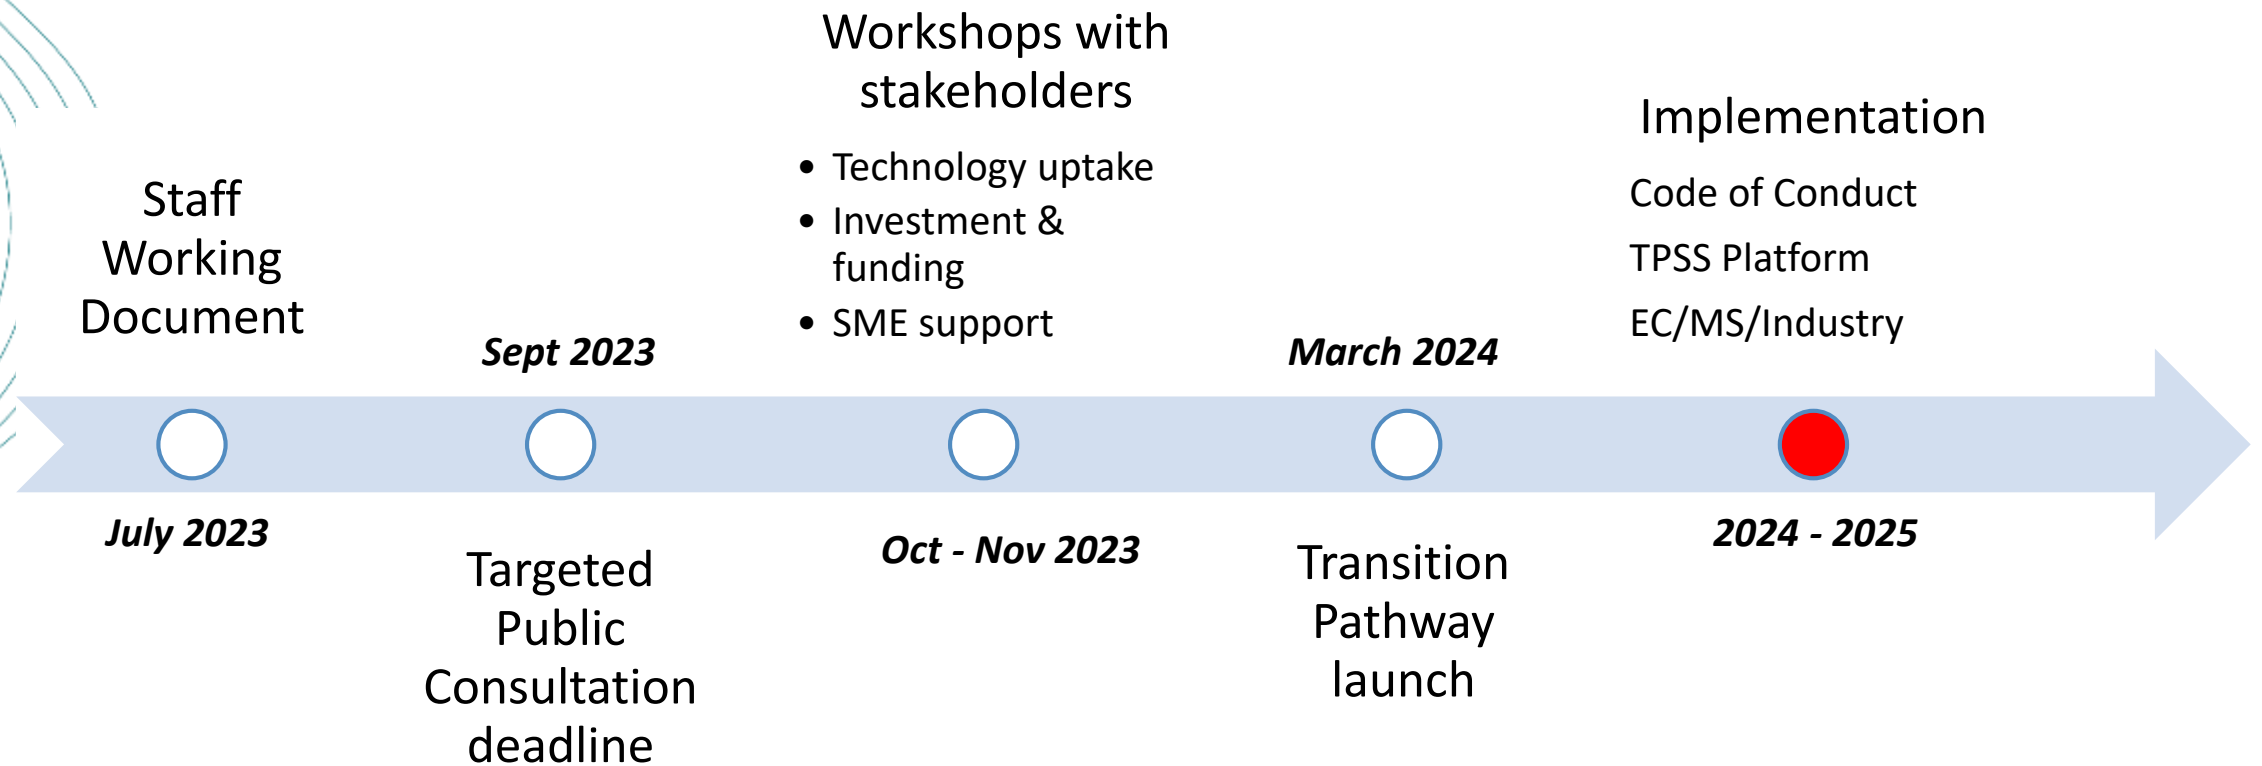 Staff
Working
Document
July 2023
Sept 2023
Targeted
Public
Consultation
deadline
Workshops with
stakeholders
• Technology uptake
• Investment &
funding
• SME support
Oct - Nov 2023
March 2024
Transition
Pathway
launch
Implementation
Code of Conduct
TPSS Platform
EC/MS/Industry
2024 - 2025